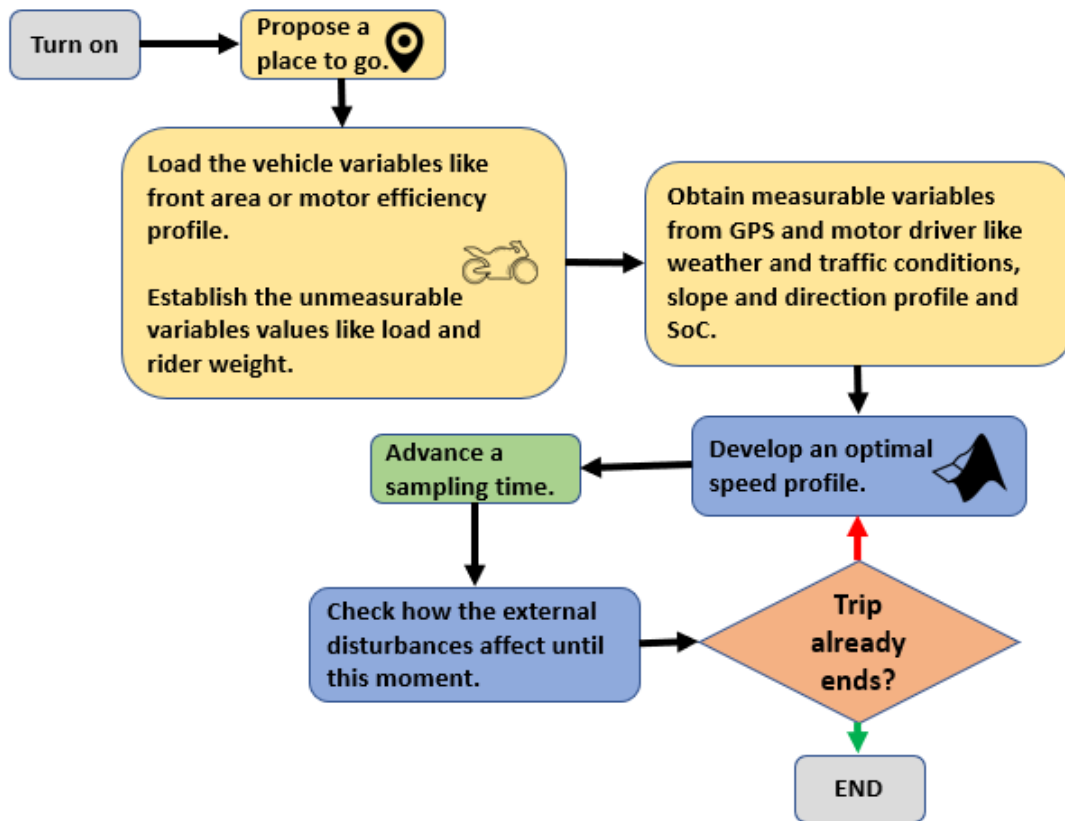 Turn on
Propose a
place to go.
Load the vehicle variables like
front area or motor efficiency
profile.
Establish the unmeasurable
variables values like load and
rider weight.
Obtain measurable variables
from GPS and motor driver like
weather and traffic conditions,
slope and direction profile and
SoC.
Develop an optimal
speed profile.
Advance a
sampling time.
Check how the external
disturbances affect until
this moment.
Trip
already
ends?
END